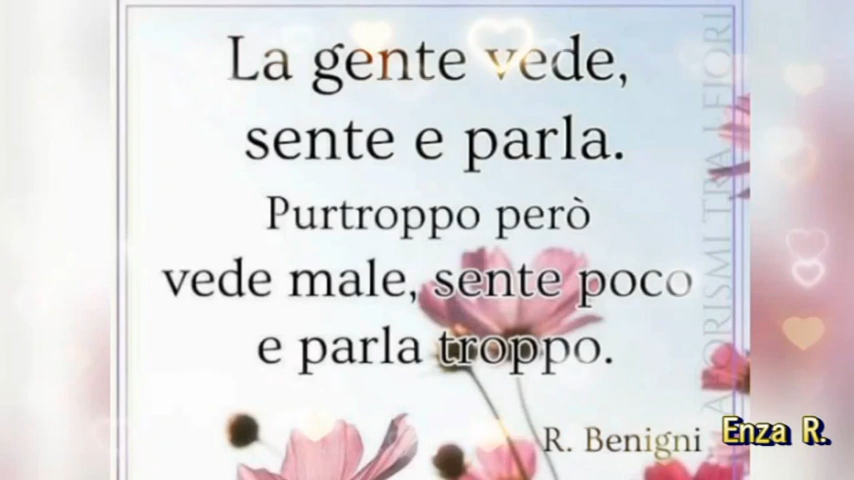 La gente vede,
sente e parla.
Purtroppo però
vede male, sente poco
e parla troppo.
R. Benigni
Enza R.
AFORISMI TRA I FIORI